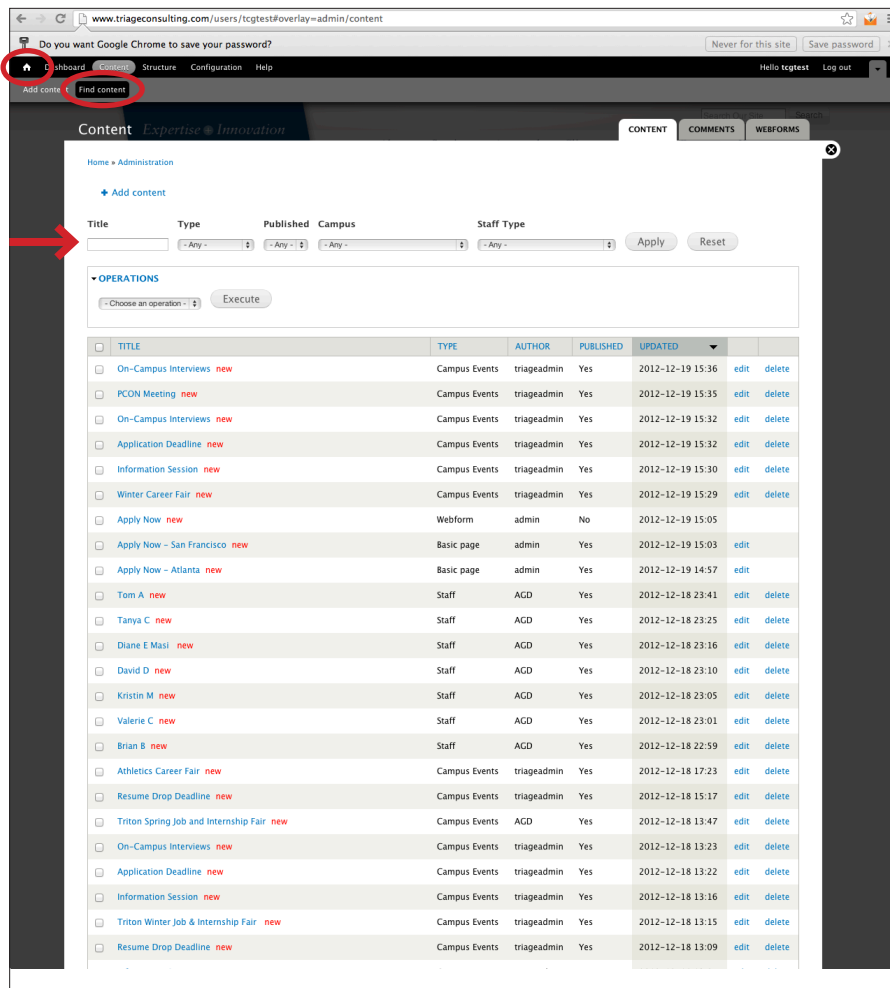 www.triageconsulting.com/users/tcgtest#overlay=admin/content
Do you want Google Chrome to save your password? Never for this site Save password
Dashboard Content Structure Configuration Help Hello tcgtest Log out
Add content Find content
Search Our Site Search
Content Expertise Innovation CONTENT COMMENTS WEBFORMS
Home » Administration
+ Add content
Title Type Published Campus Staff Type
- Any - - Any - - Any - - Any - Apply Reset
OPERATIONS
- Choose an operation - Execute
TITLE TYPE AUTHOR PUBLISHED UPDATED
On-Campus Interviews new Campus Events triageadmin Yes 2012-12-19 15:36 edit delete
PCON Meeting new Campus Events triageadmin Yes 2012-12-19 15:35 edit delete
On-Campus Interviews new Campus Events triageadmin Yes 2012-12-19 15:32 edit delete
Application Deadline new Campus Events triageadmin Yes 2012-12-19 15:32 edit delete
Information Session new Campus Events triageadmin Yes 2012-12-19 15:30 edit delete
Winter Career Fair new Campus Events triageadmin Yes 2012-12-19 15:29 edit delete
Apply Now new Webform admin No 2012-12-19 15:05
Apply Now - San Francisco new Basic page admin Yes 2012-12-19 15:03 edit
Apply Now - Atlanta new Basic page admin Yes 2012-12-19 14:57 edit
Tom A new Staff AGD Yes 2012-12-18 23:41 edit delete
Tanya C new Staff AGD Yes 2012-12-18 23:25 edit delete
Diane E Masi new Staff AGD Yes 2012-12-18 23:16 edit delete
David D new Staff AGD Yes 2012-12-18 23:10 edit delete
Kristin M new Staff AGD Yes 2012-12-18 23:05 edit delete
Valerie C new Staff AGD Yes 2012-12-18 23:01 edit delete
Brian B new Staff AGD Yes 2012-12-18 22:59 edit delete
Athletics Career Fair new Campus Events triageadmin Yes 2012-12-18 17:23 edit delete
Resume Drop Deadline new Campus Events triageadmin Yes 2012-12-18 15:17 edit delete
Triton Spring Job and Internship Fair new Campus Events AGD Yes 2012-12-18 13:47 edit delete
On-Campus Interviews new Campus Events triageadmin Yes 2012-12-18 13:23 edit delete
Application Deadline new Campus Events triageadmin Yes 2012-12-18 13:22 edit delete
Information Session new Campus Events triageadmin Yes 2012-12-18 13:16 edit delete
Triton Winter Job & Internship Fair new Campus Events triageadmin Yes 2012-12-18 13:15 edit delete
Resume Drop Deadline new Campus Events triageadmin Yes 2012-12-18 13:09 edit delete